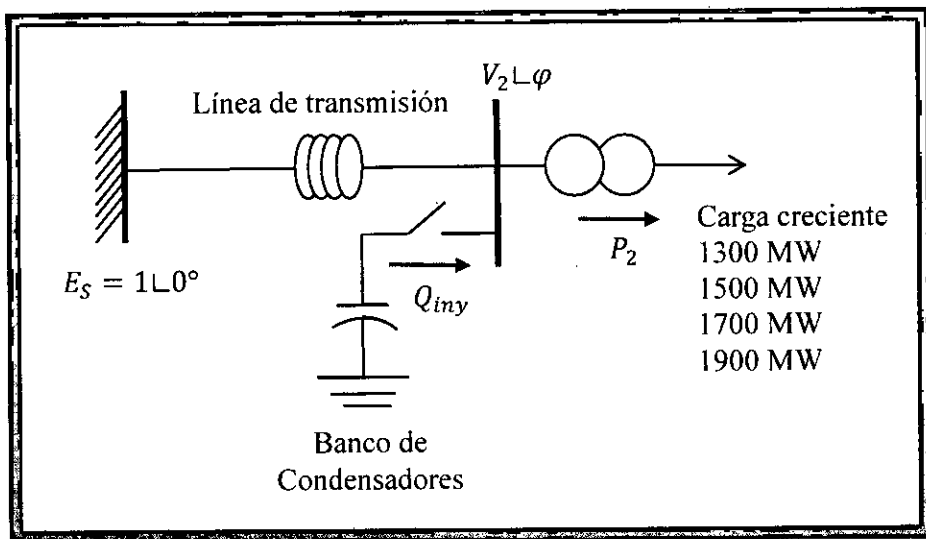 V₂∟φ
Línea de transmisión
E_S = 1∟0°
Q_iny
P₂
Carga creciente
1300 MW
1500 MW
1700 MW
1900 MW
Banco de
Condensadores